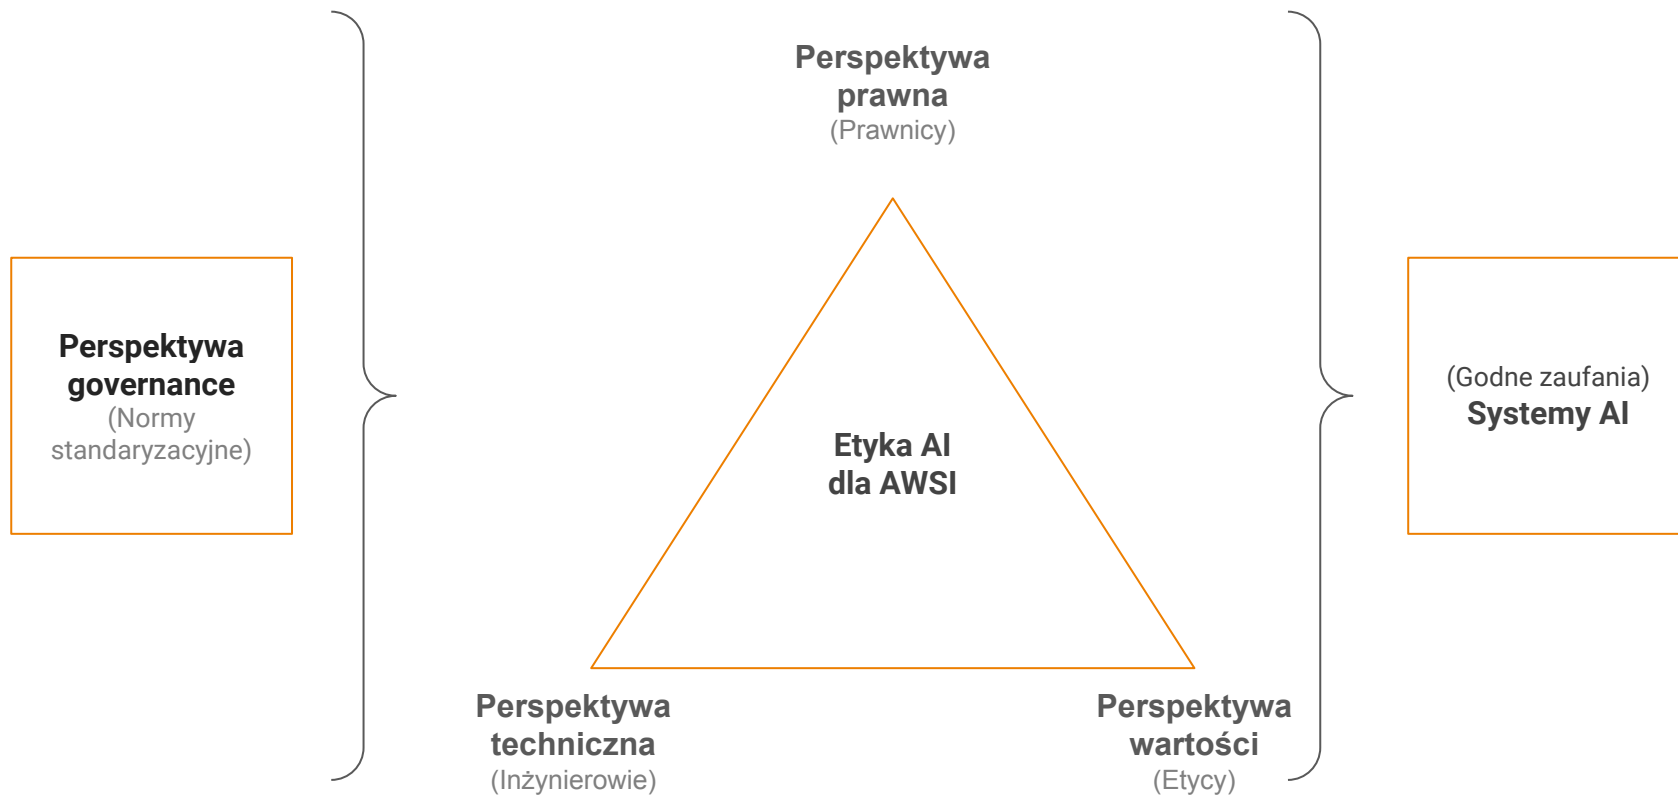 Perspektywa
governance
(Normy
standaryzacyjne)
Perspektywa
prawna
(Prawnicy)
Etyka AI
dla AWSI
Perspektywa
techniczna
(Inżynierowie)
Perspektywa
wartości
(Etycy)
(Godne zaufania)
Systemy AI